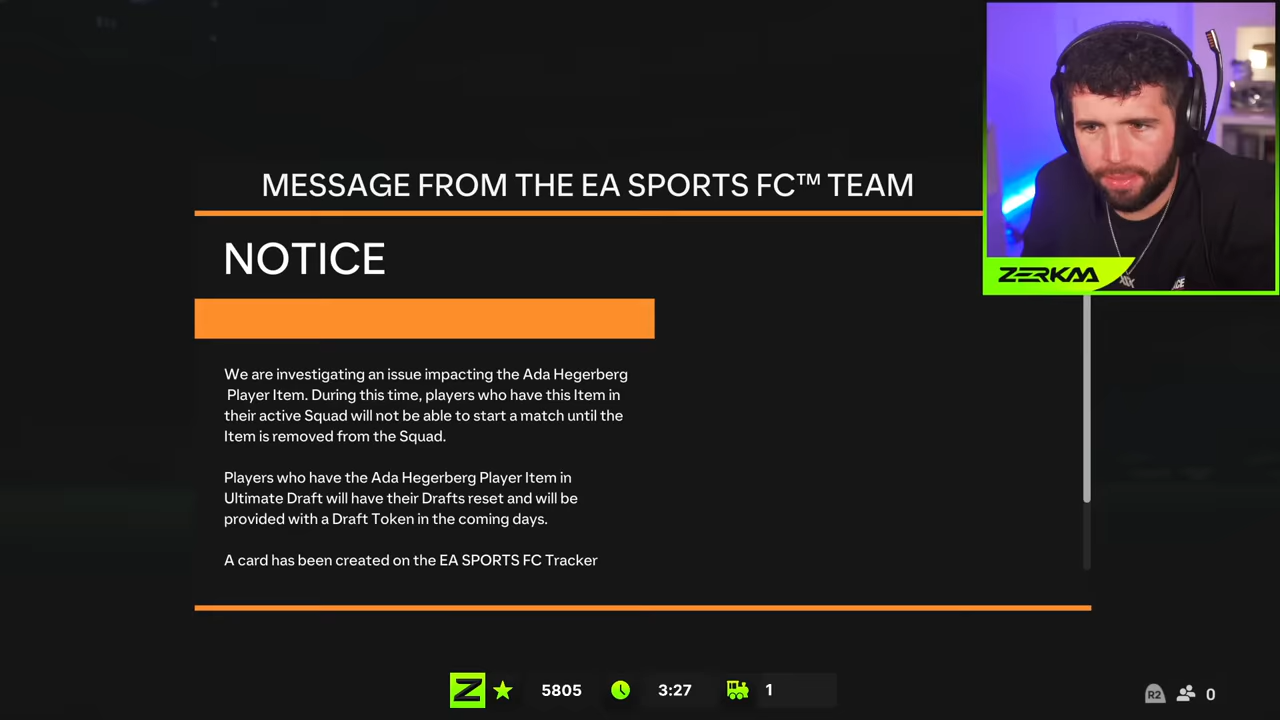 MESSAGE FROM THE EA SPORTS FC™ TEAM
NOTICE
We are investigating an issue impacting the Ada Hegerberg
Player Item. During this time, players who have this Item in
their active Squad will not be able to start a match until the
Item is removed from the Squad.
Players who have the Ada Hegerberg Player Item in
Ultimate Draft will have their Drafts reset and will be
provided with a Draft Token in the coming days.
A card has been created on the EA SPORTS FC Tracker
ZERKAA
Z 5805 3:27 1
R2 0